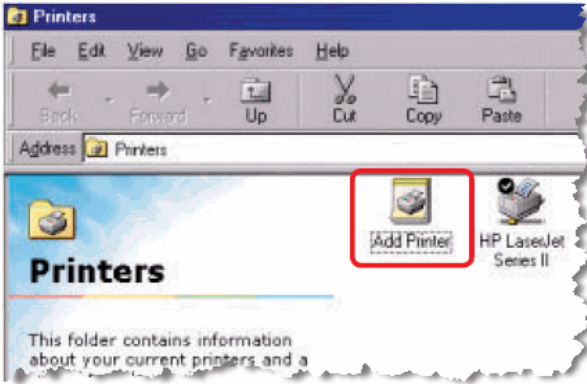 Printers
File Edit View Go Favorites Help
Back Forward Up Cut Copy Paste
Address Printers
Add Printer HP LaserJet
Series II
Printers
This folder contains information
about your current printers and a